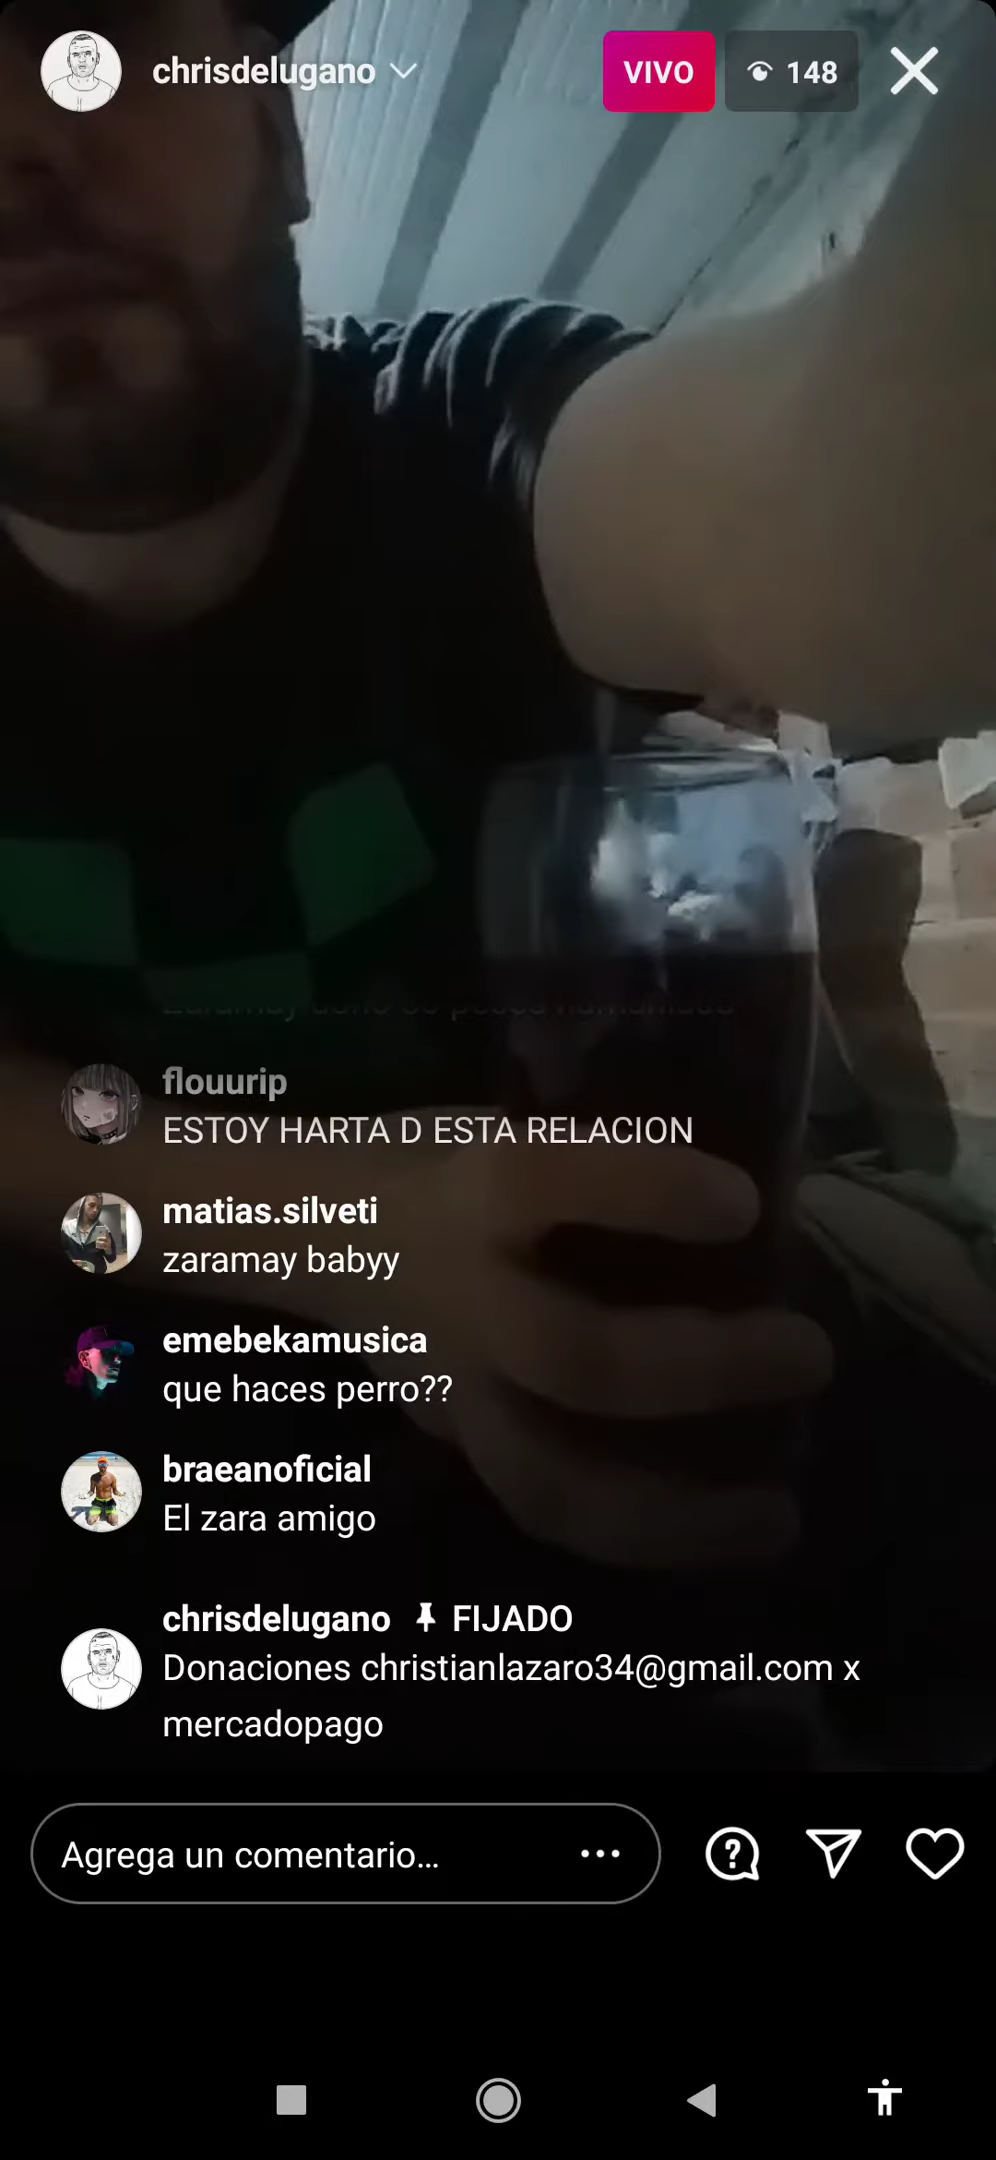 chrisdelugano
VIVO
148
flouurip
ESTOY HARTA D ESTA RELACION
matias.silveti
zaramay babyy
emebekamusica
que haces perro??
braeanoficial
El zara amigo
chrisdelugano FIJADO
Donaciones christianlazaro34@gmail.com x
mercadopago
Agrega un comentario...